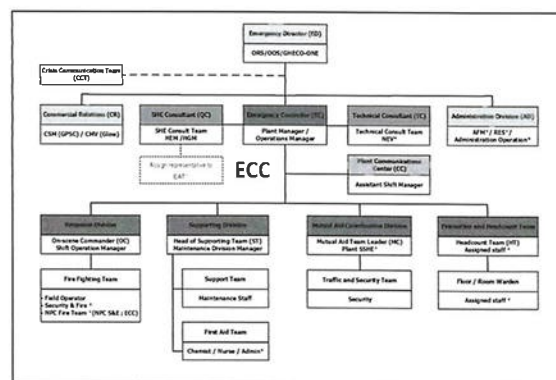 Emergency Director (ED)
ORS/OOS/GHECO-ONE
Crisis Communication Team
(CCT)
Commercial Relations (CR)
CSM (GPSC) / CMV (Glow)
SHE Consultant (QC)
SHE Consult Team
HEM /HGM
Assign representative to
EAT
Emergency Controller (EC)
Plant Manager /
Operations Manager
Technical Consultant (TC)
Technical Consult Team
NEV*
Administration Division (AD)
AFM* / RES* /
Administration Operation*
ECC
Plant Communications
Center (CC)
Assistant Shift Manager
Response Division
On-scene Commander (OC)
Shift Operation Manager
Fire Fighting Team
- Field Operator
- Security & Fire *
- NPC Fire Team *(NPC S&E ; ECC)
Supporting Division
Head of Supporting Team (ST)
Maintenance Division Manager
Support Team
Maintenance Staff
First Aid Team
Chemist / Nurse / Admin*
Mutual Aid Coordination Division
Mutual Aid Team Leader (MC)
Plant SSHE*
Traffic and Security Team
Security
Evacuation and Headcount Team
Headcount Team (HT)
Assigned staff *
Floor / Room Warden
Assigned staff *